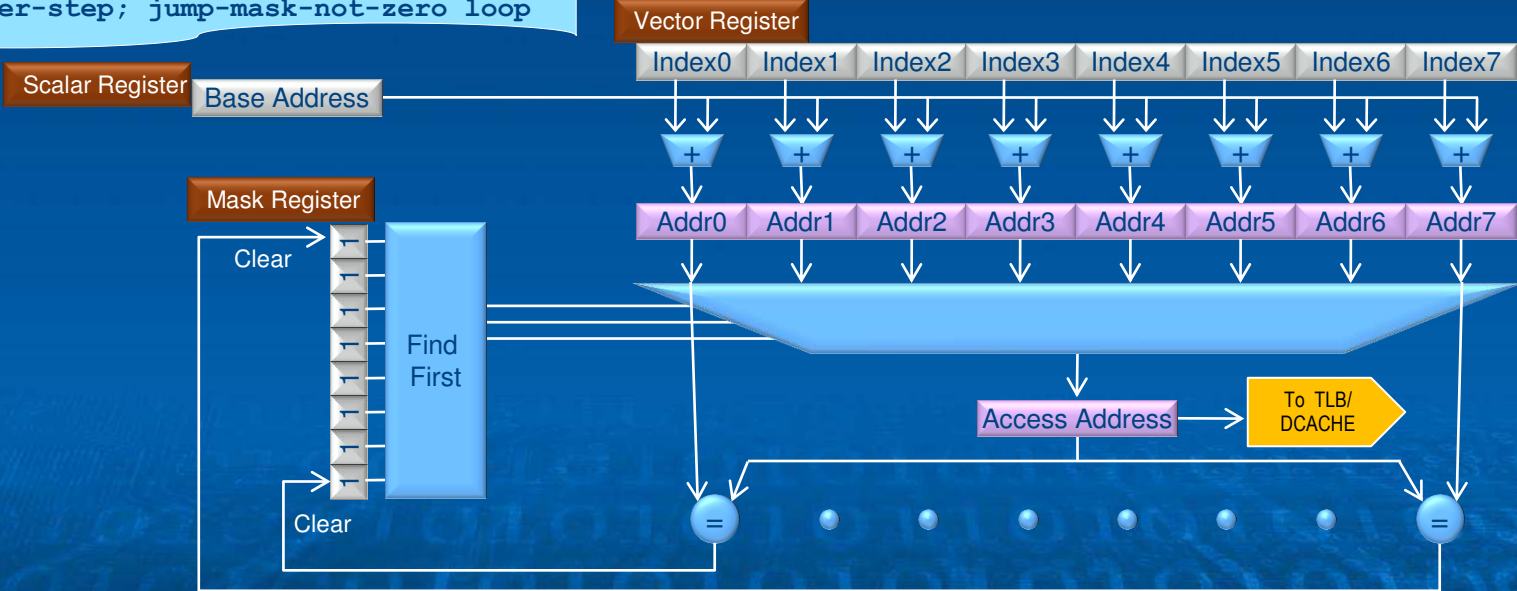 er-step; jump-mask-not-zero loop
Vector Register
Index0 Index1 Index2 Index3 Index4 Index5 Index6 Index7
Scalar Register
Base Address
+ + + + + + + +
Mask Register
Addr0 Addr1 Addr2 Addr3 Addr4 Addr5 Addr6 Addr7
Clear
1
1
1
1
1
1
1
1
Find
First
Access Address
To TLB/
DCACHE
Clear
= =